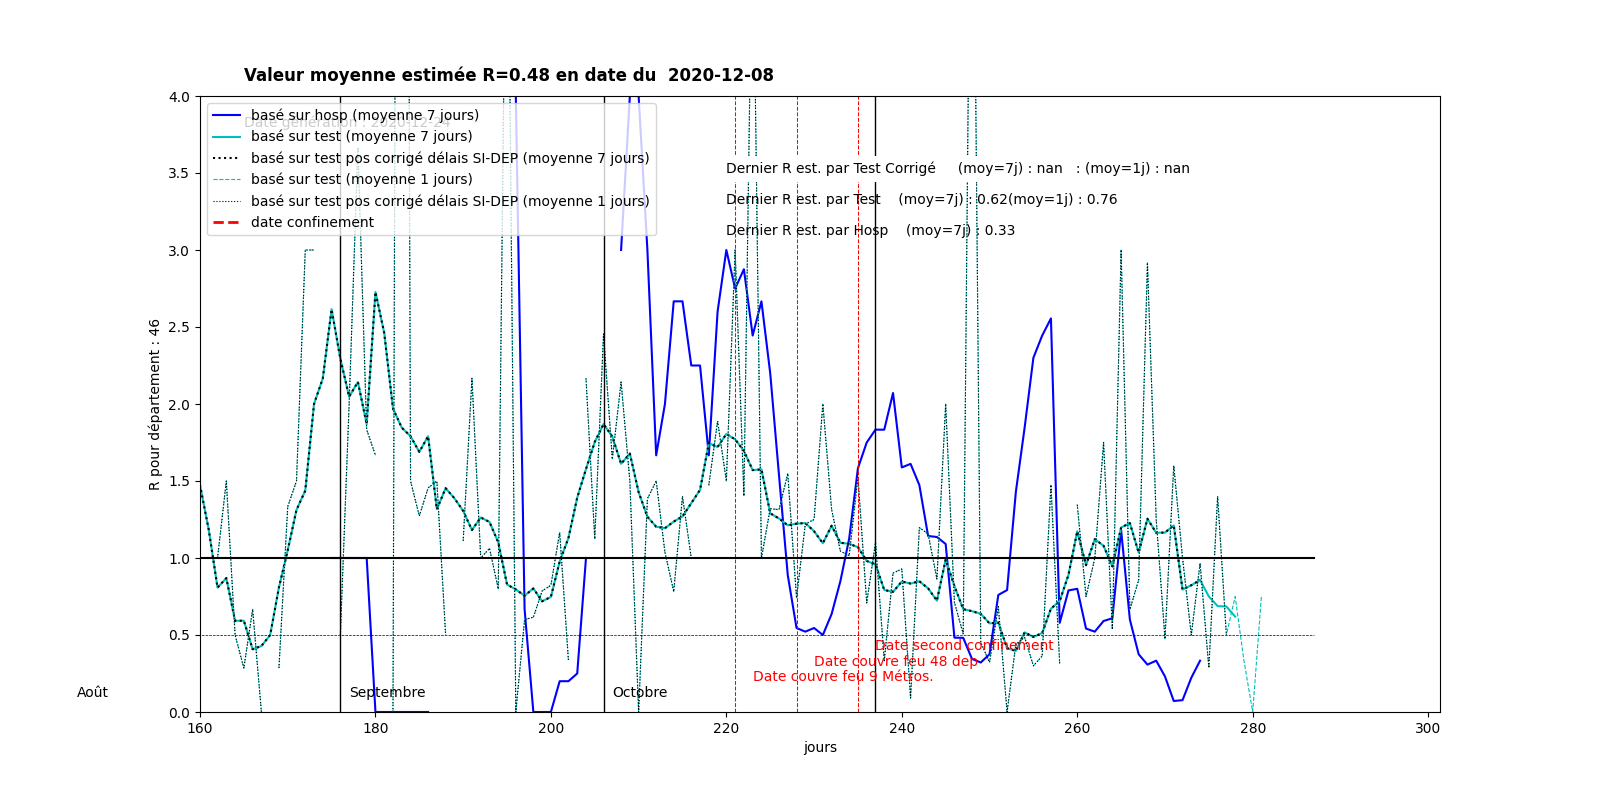 Valeur moyenne estimée R=0.48 en date du  2020-12-08
Date génération : 2020-12-24
basé sur hosp (moyenne 7 jours)
basé sur test (moyenne 7 jours)
basé sur test pos corrigé délais SI-DEP (moyenne 7 jours)
basé sur test (moyenne 1 jours)
basé sur test pos corrigé délais SI-DEP (moyenne 1 jours)
date confinement
Dernier R est. par Test Corrigé     (moy=7j) : nan   : (moy=1j) : nan
Dernier R est. par Test    (moy=7j) : 0.62(moy=1j) : 0.76
Dernier R est. par Hosp    (moy=7j) : 0.33
4.0
3.5
3.0
2.5
2.0
1.5
1.0
0.5
0.0
R pour département : 46
Date second confinement
Date couvre feu 48 dep
Date couvre feu 9 Métros.
Août
Septembre
Octobre
160 180 200 220 240 260 280 300
jours